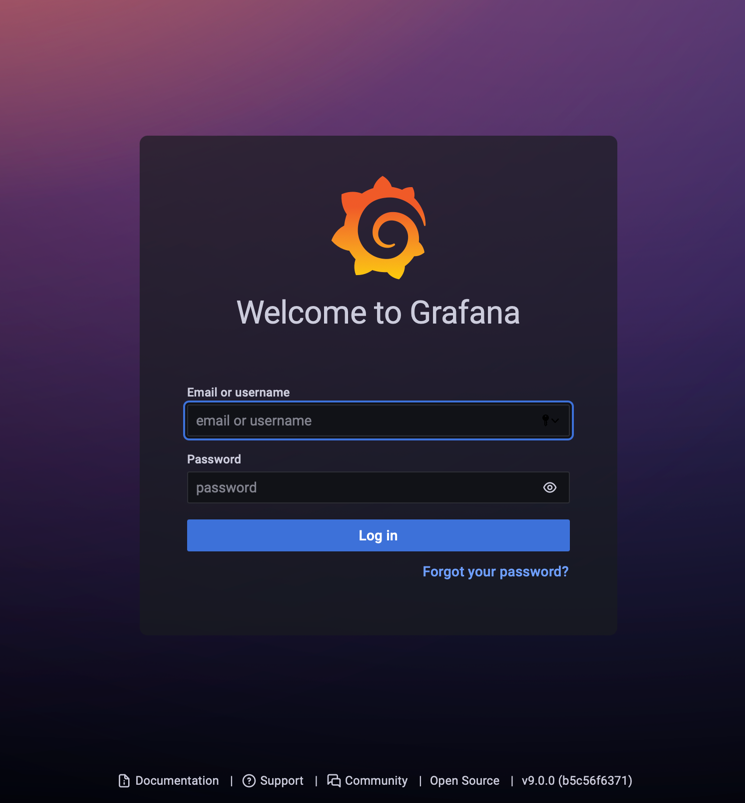 Welcome to Grafana
Email or username
email or username
Password
password
Log in
Forgot your password?
Documentation | Support | Community | Open Source | v9.0.0 (b5c56f6371)